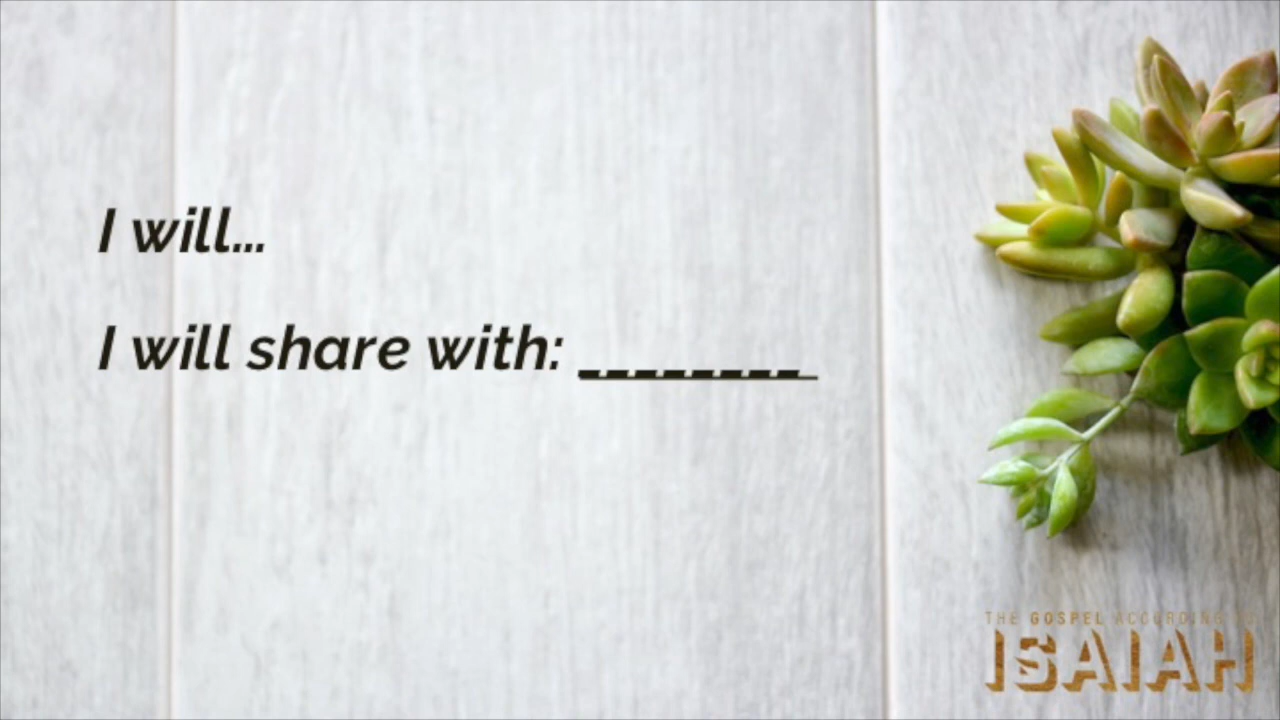 I will...
I will share with: ________
THE GOSPEL ACCORDING TO
ISAIAH